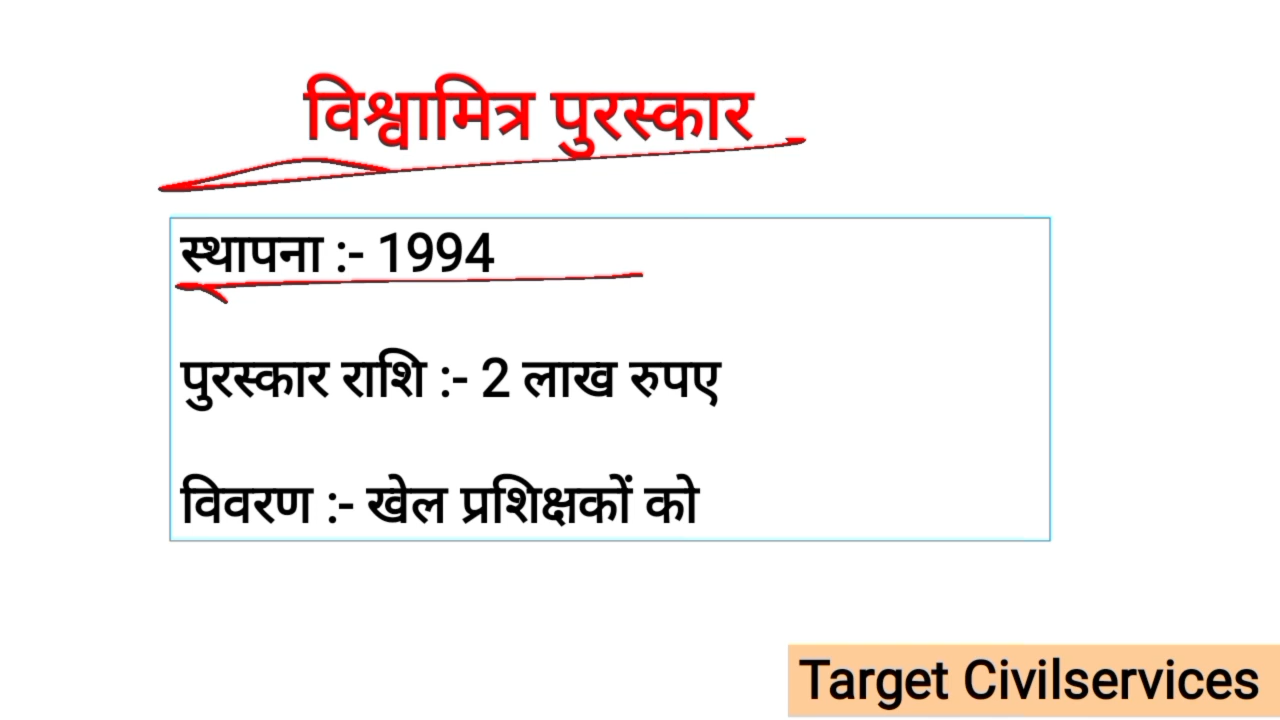 विश्वामित्र पुरस्कार
स्थापना :- 1994
पुरस्कार राशि :- 2 लाख रुपए
विवरण :- खेल प्रशिक्षकों को
Target Civilservices